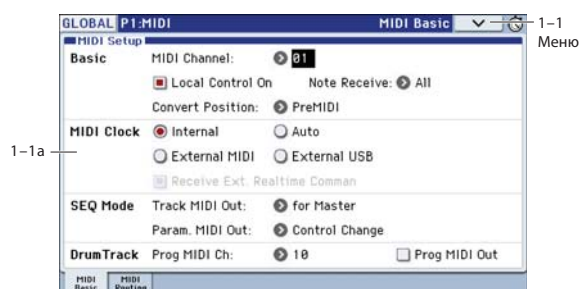 GLOBAL P1:MIDI MIDI Basic
1–1
Меню
MIDI Setup
Basic MIDI Channel: 01
Local Control On Note Receive: All
Convert Position: PreMIDI
1–1a
MIDI Clock Internal Auto
External MIDI External USB
Receive Ext. Realtime Comman
SEQ Mode Track MIDI Out: for Master
Param. MIDI Out: Control Change
DrumTrack Prog MIDI Ch: 10 Prog MIDI Out
MIDI Basic MIDI Routing